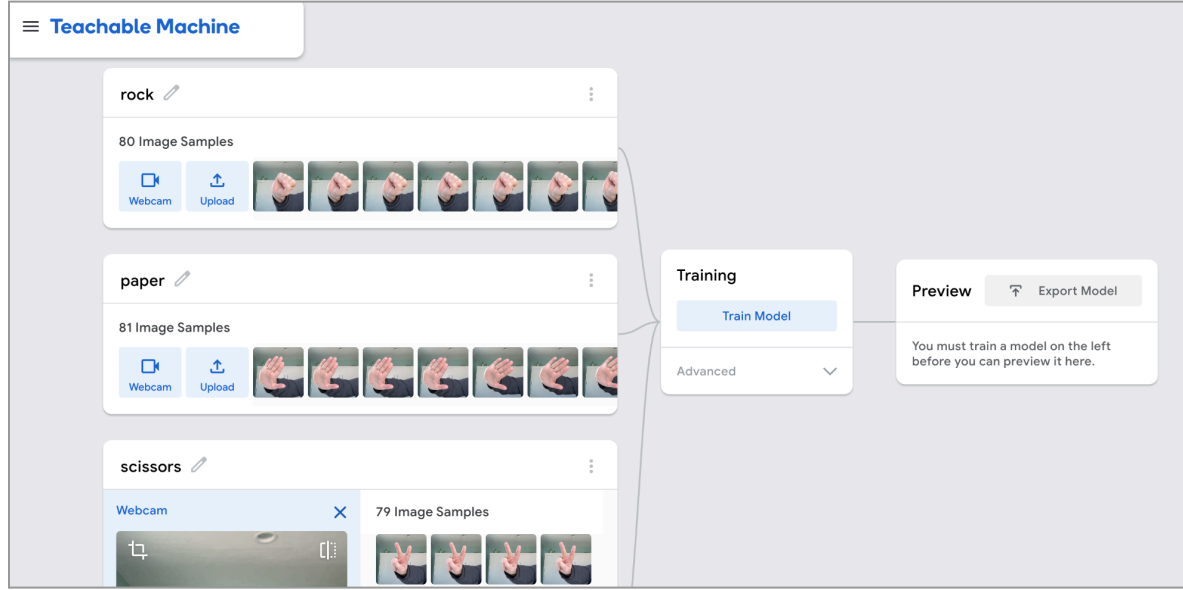 Teachable Machine
rock
80 Image Samples
Webcam
Upload
paper
81 Image Samples
Webcam
Upload
scissors
Webcam
79 Image Samples
Training
Train Model
Advanced
Preview
Export Model
You must train a model on the left
before you can preview it here.